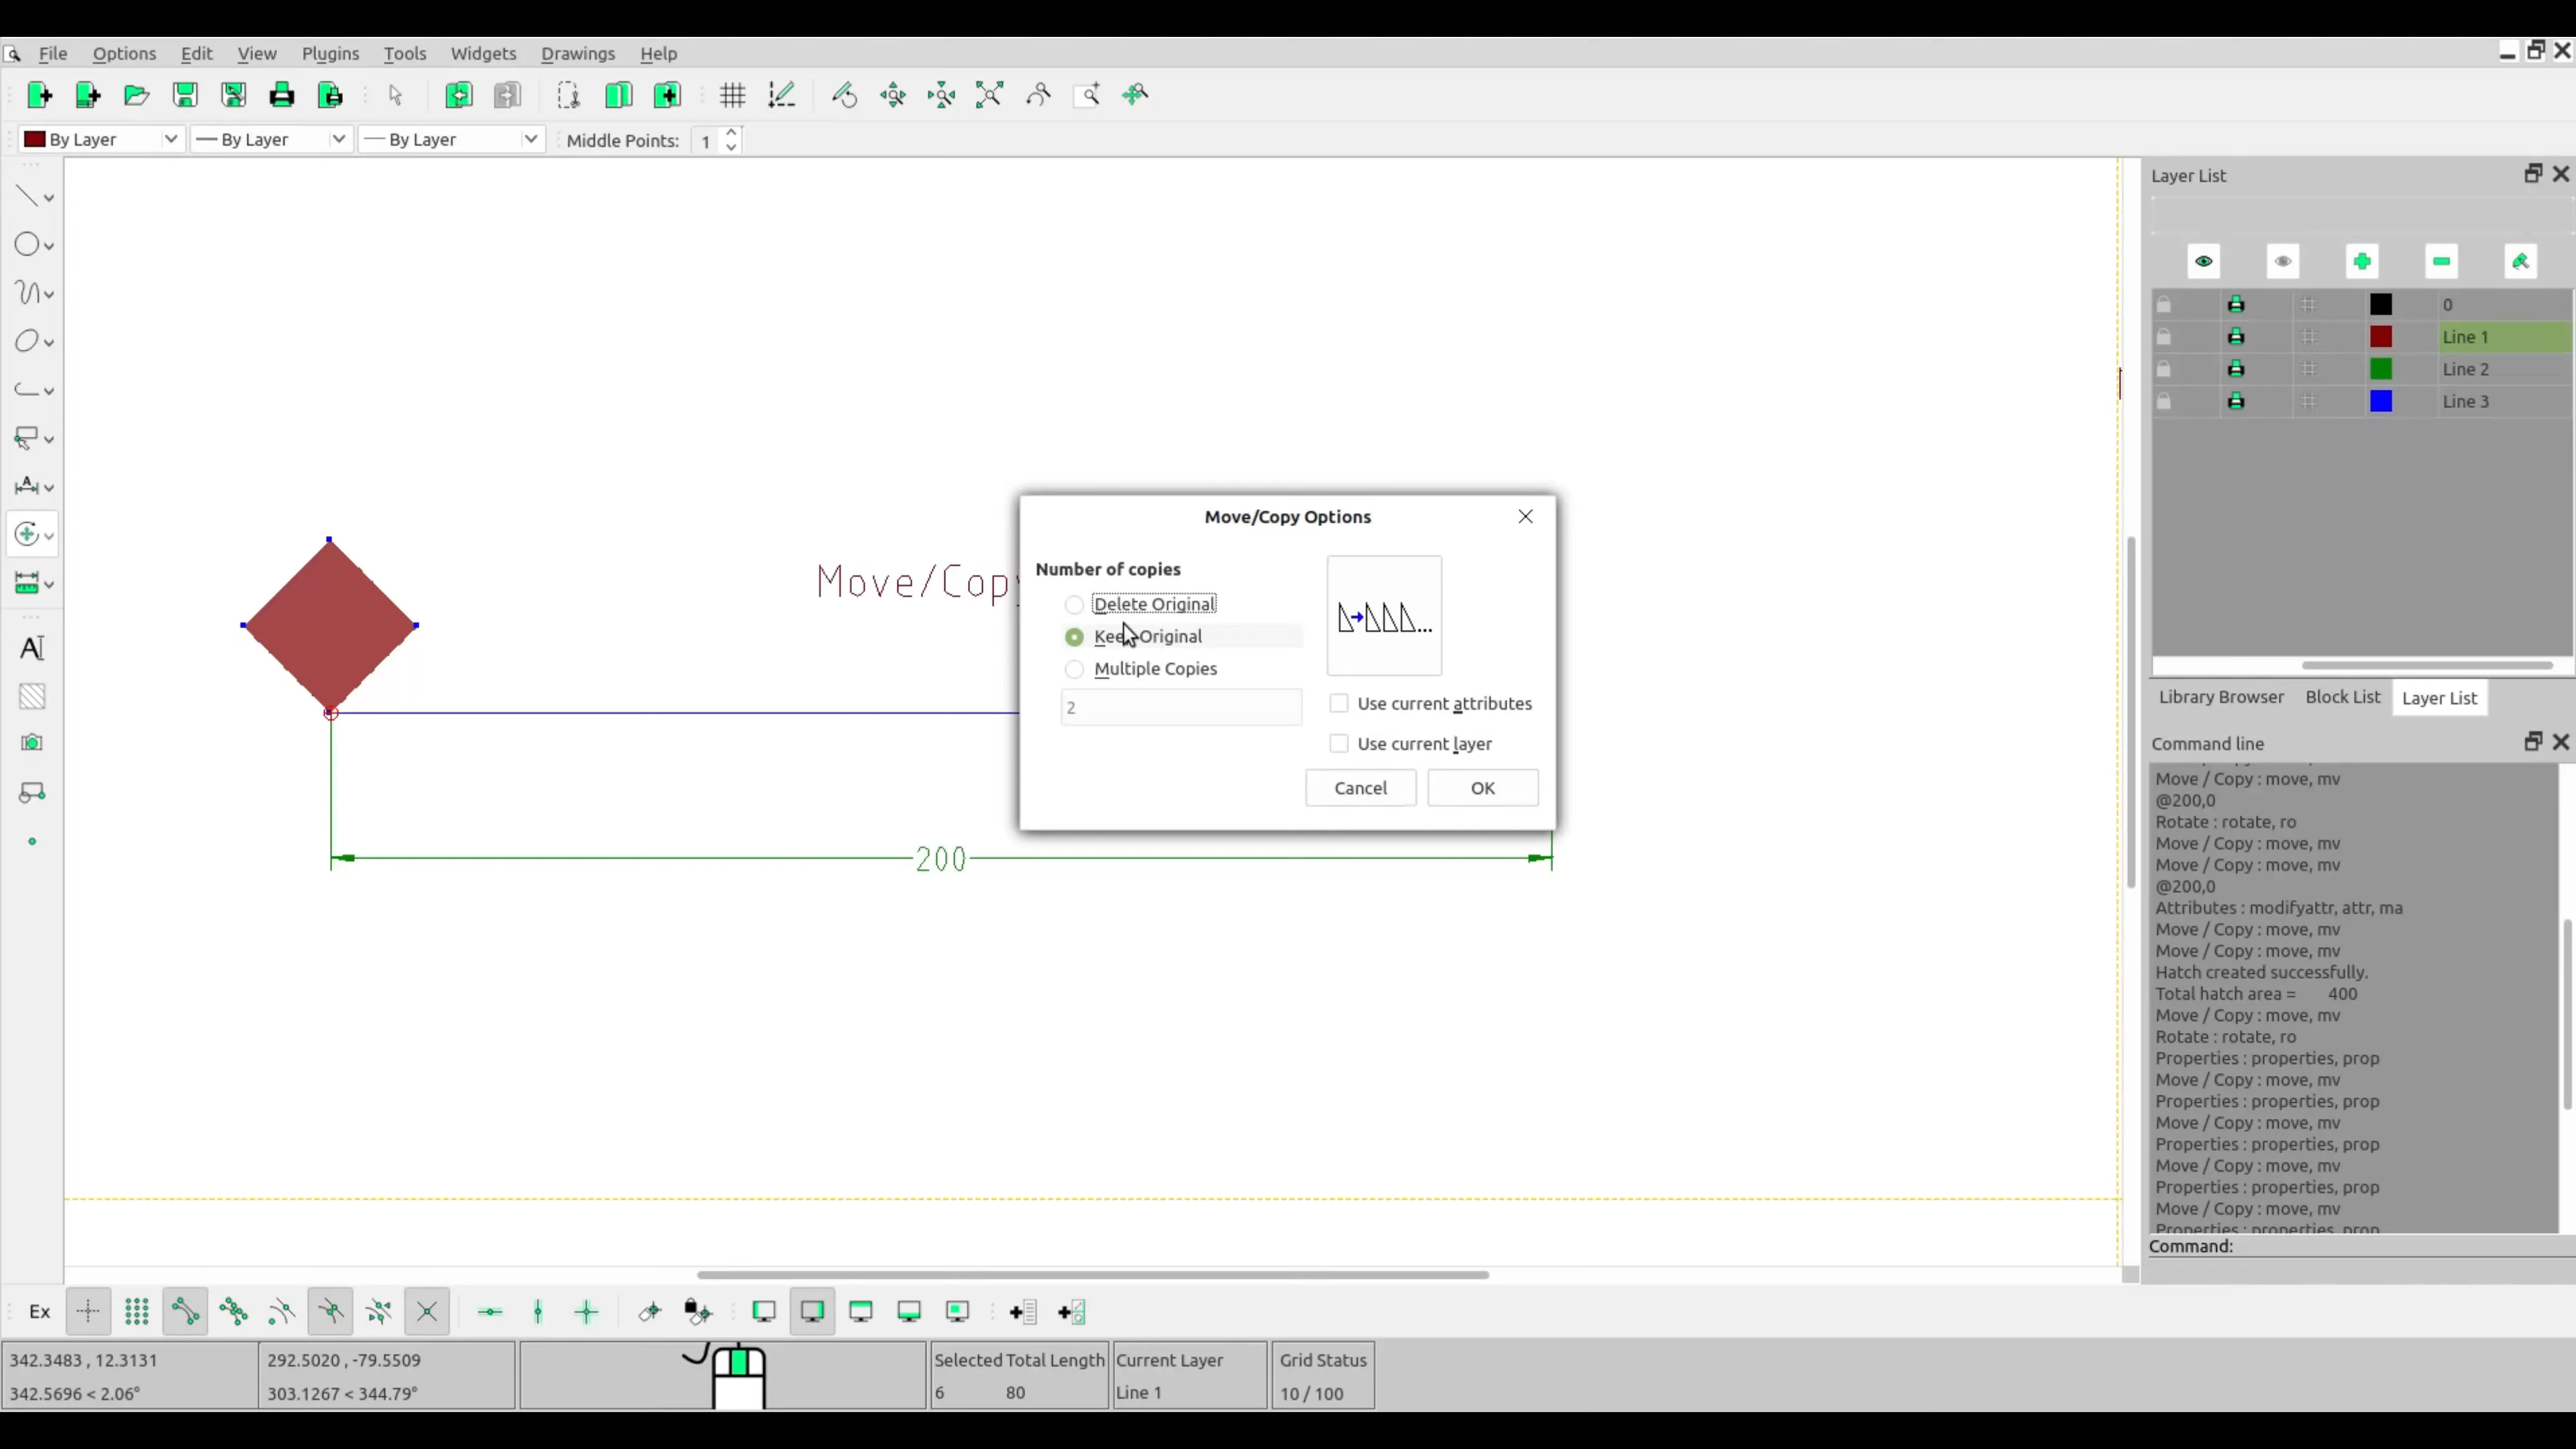 File Options Edit View Plugins Tools Widgets Drawings Help
By Layer By Layer By Layer Middle Points: 1
Layer List
0
Line 1
Line 2
Line 3
Library Browser Block List Layer List
Move/Copy
200
Move/Copy Options
Number of copies
Delete Original
Keep Original
Multiple Copies
2
Use current attributes
Use current layer
Cancel OK
Command line
Move / Copy : move, mv
@200,0
Rotate : rotate, ro
Move / Copy : move, mv
Move / Copy : move, mv
@200,0
Attributes : modifyattr, attr, ma
Move / Copy : move, mv
Move / Copy : move, mv
Hatch created successfully.
Total hatch area = 400
Move / Copy : move, mv
Rotate : rotate, ro
Properties : properties, prop
Move / Copy : move, mv
Properties : properties, prop
Move / Copy : move, mv
Properties : properties, prop
Move / Copy : move, mv
Properties : properties, prop
Move / Copy : move, mv
Properties : properties, prop
Command:
Ex
342.3483 , 12.3131
342.5696 < 2.06°
292.5020 , -79.5509
303.1267 < 344.79°
Selected Total Length
6 80
Current Layer
Line 1
Grid Status
10 / 100